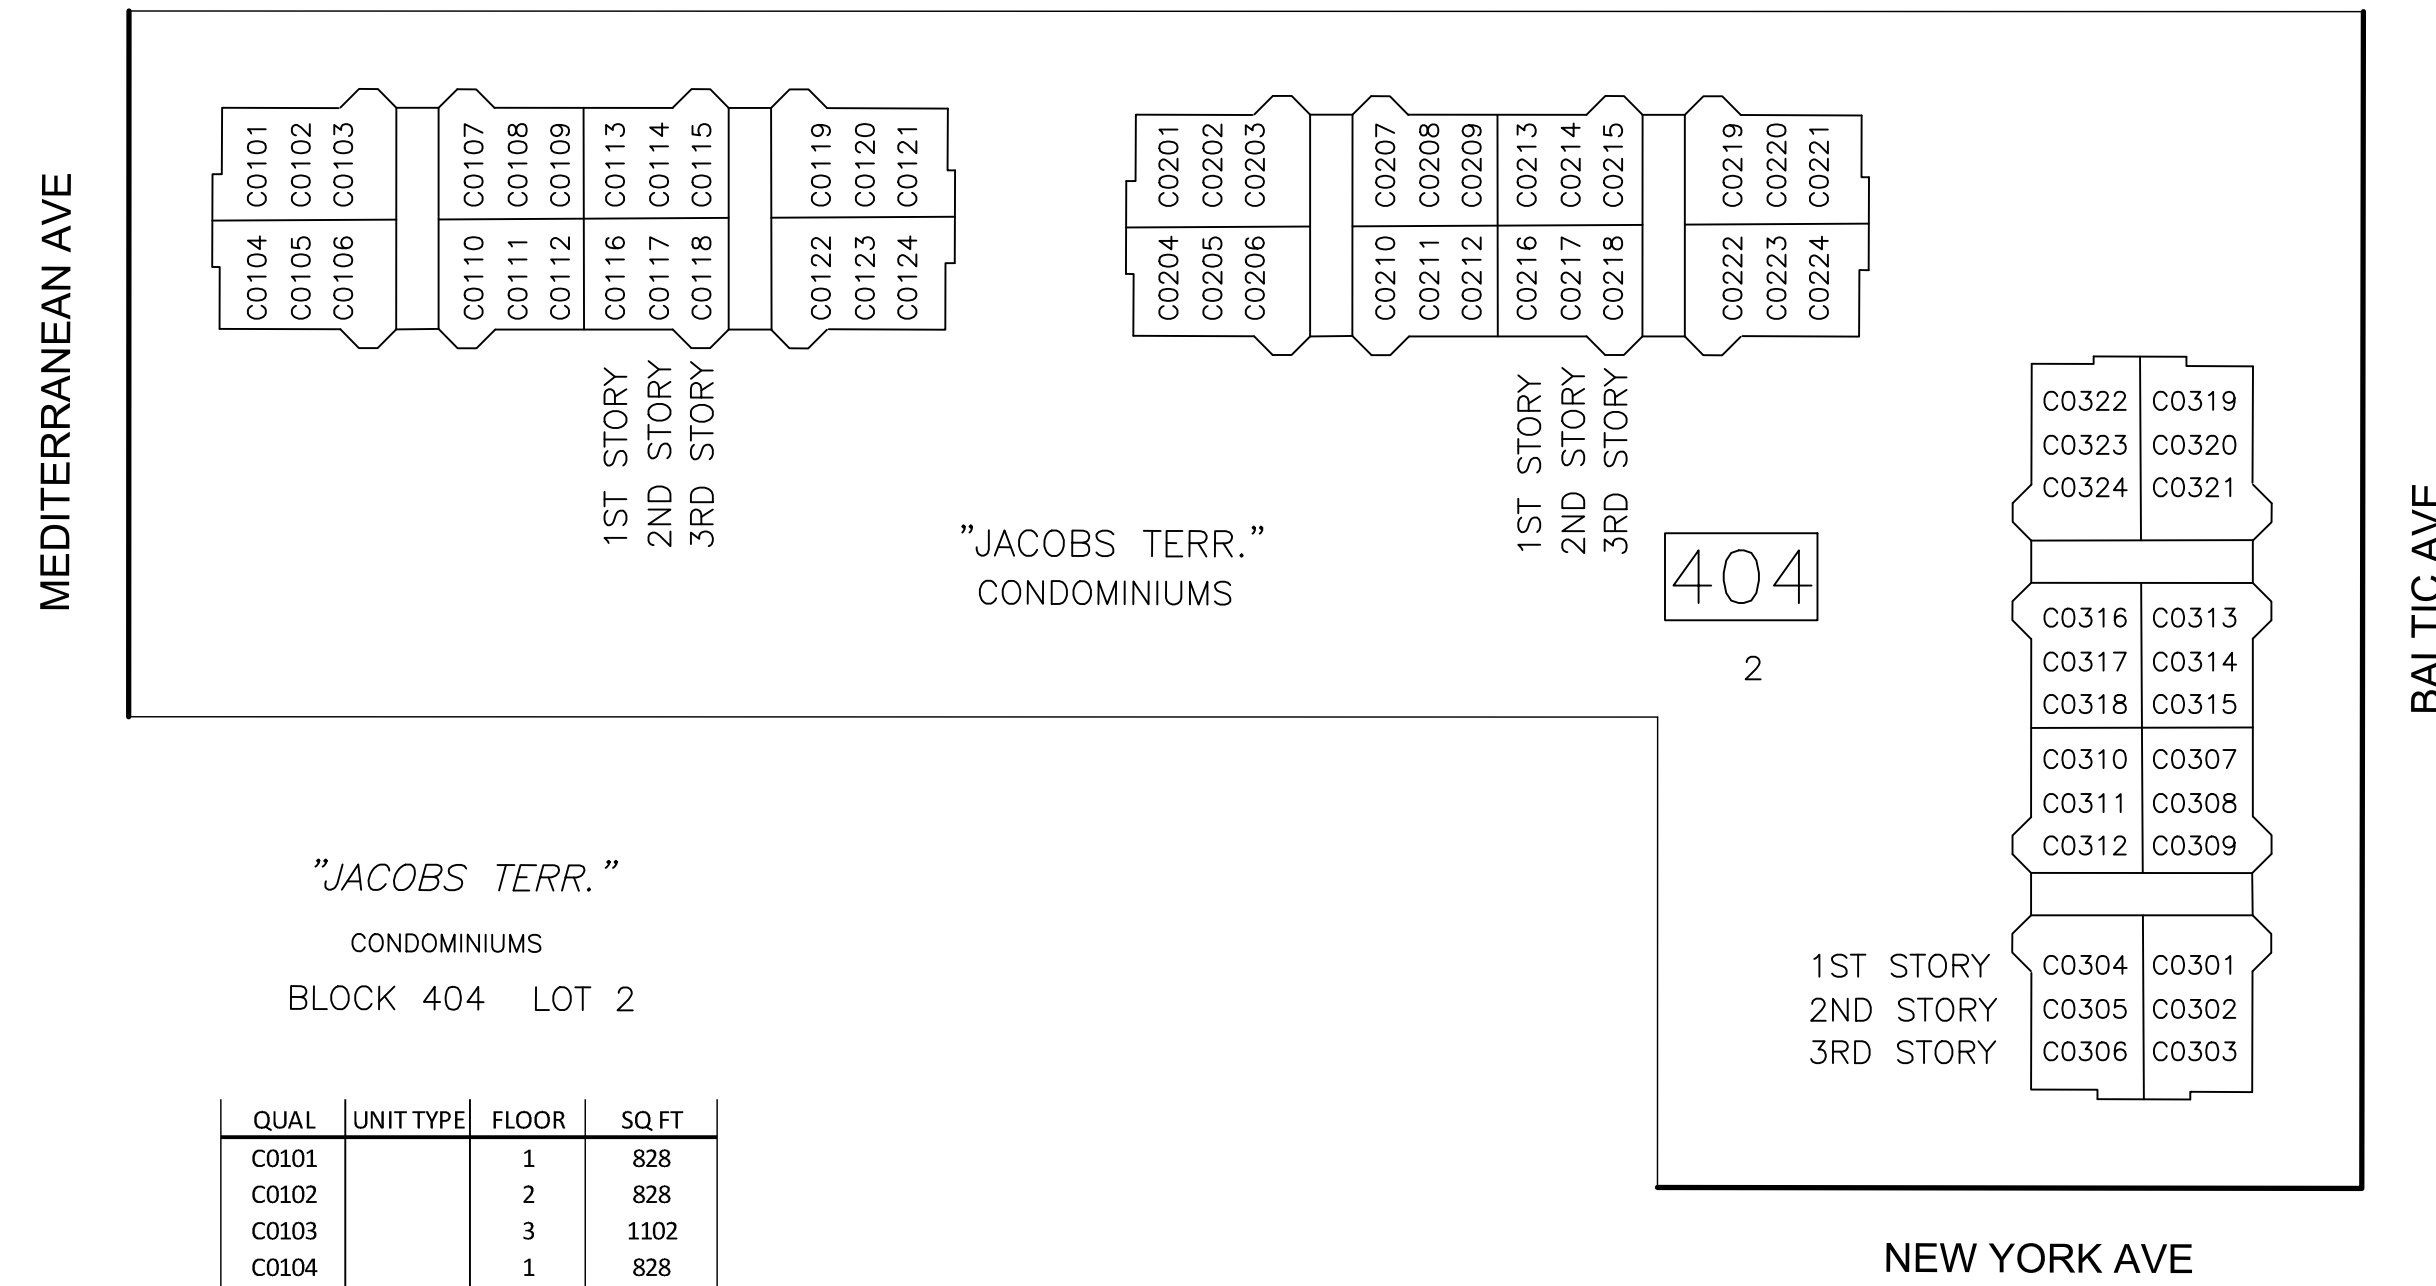 MEDITERRANEAN AVE
C0101
C0102
C0103
C0104
C0105
C0106
C0107
C0108
C0109
C0110
C0111
C0112
C0113
C0114
C0115
C0116
C0117
C0118
C0119
C0120
C0121
C0122
C0123
C0124
1ST STORY
2ND STORY
3RD STORY
C0201
C0202
C0203
C0204
C0205
C0206
C0207
C0208
C0209
C0210
C0211
C0212
C0213
C0214
C0215
C0216
C0217
C0218
C0219
C0220
C0221
C0222
C0223
C0224
1ST STORY
2ND STORY
3RD STORY
"JACOBS TERR."
CONDOMINIUMS
404
2
C0322 C0319
C0323 C0320
C0324 C0321
C0316 C0313
C0317 C0314
C0318 C0315
C0310 C0307
C0311 C0308
C0312 C0309
1ST STORY C0304 C0301
2ND STORY C0305 C0302
3RD STORY C0306 C0303
BALTIC AVE
"JACOBS TERR."
CONDOMINIUMS
BLOCK 404 LOT 2
QUAL UNIT TYPE FLOOR SQ FT
C0101 1 828
C0102 2 828
C0103 3 1102
C0104 1 828
NEW YORK AVE